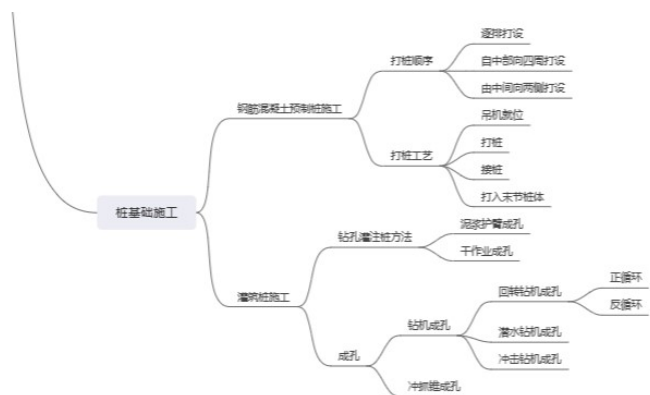 桩基础施工
钢筋混凝土预制桩施工
打桩顺序
逐排打设
自中部向四周打设
由中间向两侧打设
打桩工艺
吊机就位
打桩
接桩
打入末节桩体
灌筑桩施工
钻孔灌注桩方法
泥浆护臂成孔
干作业成孔
成孔
钻机成孔
回转钻机成孔
正循环
反循环
潜水钻机成孔
冲击钻机成孔
冲抓锥成孔